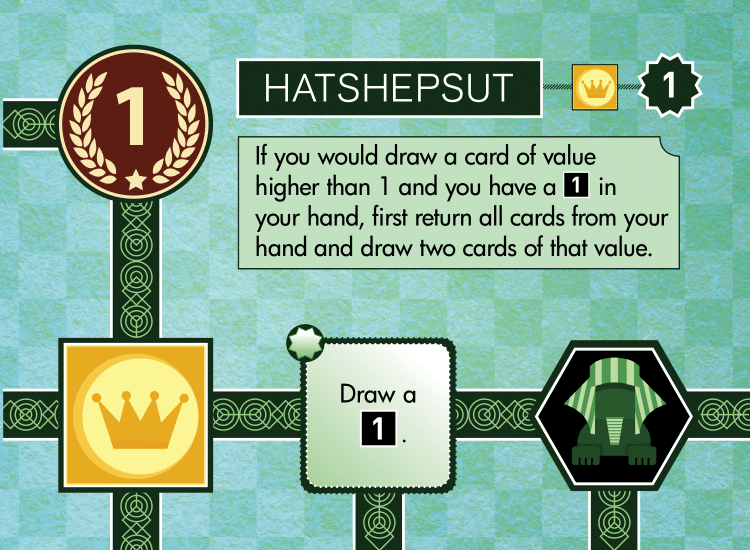 1
HATSHEPSUT
1
If you would draw a card of value
higher than 1 and you have a 1 in
your hand, first return all cards from your
hand and draw two cards of that value.
Draw a
1.